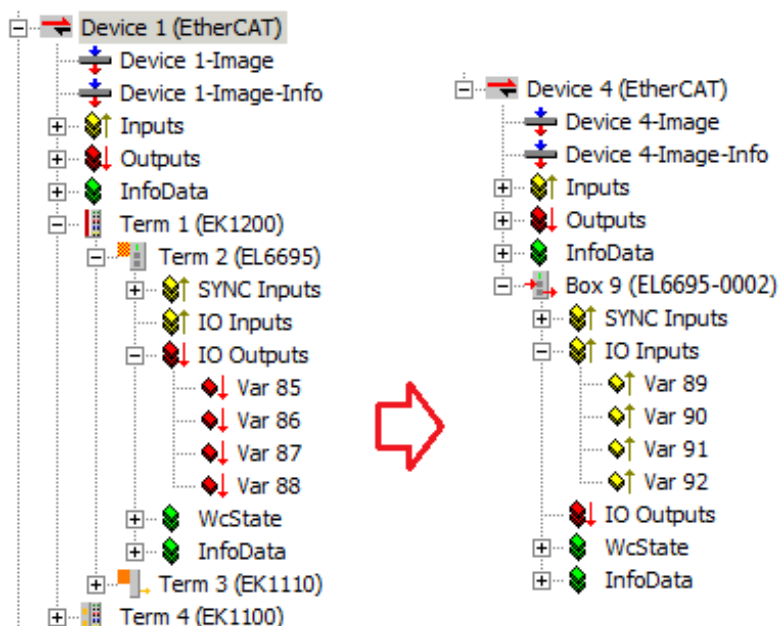 Device 1 (EtherCAT)
Device 1-Image
Device 1-Image-Info
Inputs
Outputs
InfoData
Term 1 (EK1200)
Term 2 (EL6695)
SYNC Inputs
IO Inputs
IO Outputs
Var 85
Var 86
Var 87
Var 88
WcState
InfoData
Term 3 (EK1110)
Term 4 (EK1100)
Device 4 (EtherCAT)
Device 4-Image
Device 4-Image-Info
Inputs
Outputs
InfoData
Box 9 (EL6695-0002)
SYNC Inputs
IO Inputs
Var 89
Var 90
Var 91
Var 92
IO Outputs
WcState
InfoData